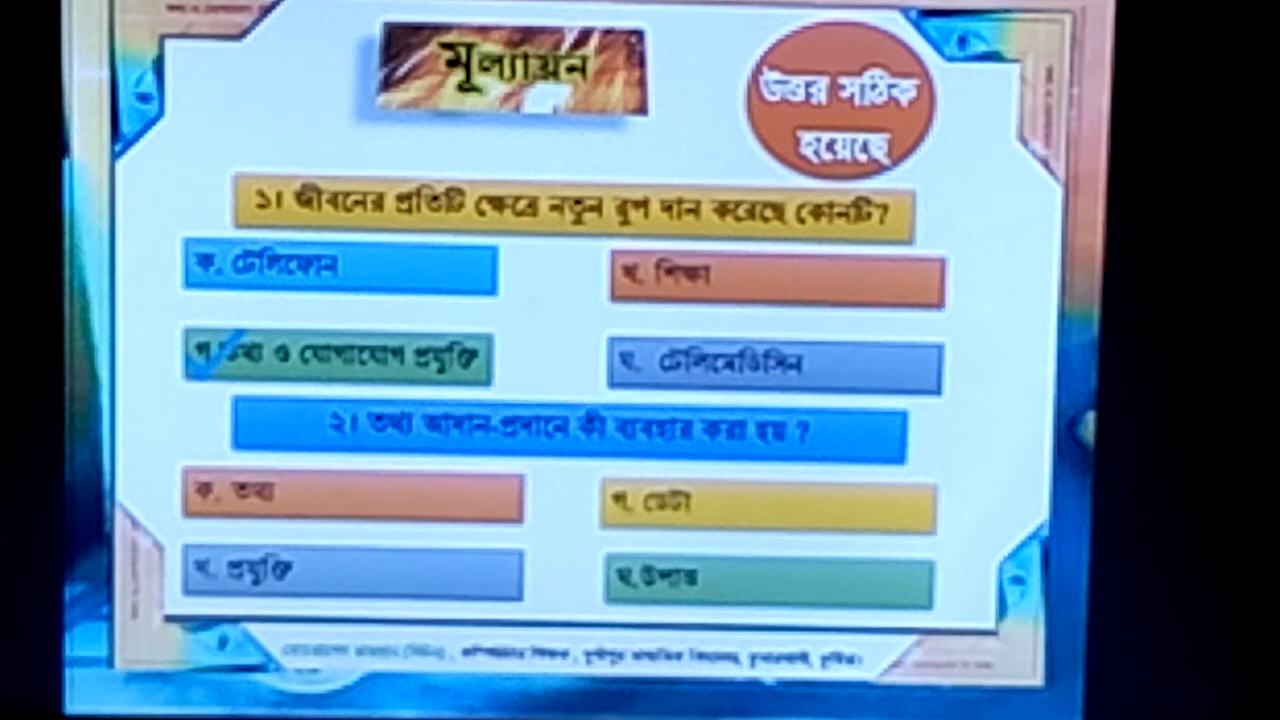 মূল্যায়ন
উত্তর সঠিক
হয়েছে
১। জীবনের প্রতিটি ক্ষেত্রে নতুন রুপ দান করেছে কোনটি?
ক. টেলিফোন
খ. শিক্ষা
গ. তথ্য ও যোগাযোগ প্রযুক্তি
ঘ. টেলিমেডিসিন
২। তথ্য আদান-প্রদানে কী ব্যবহার করা হয় ?
ক. তথ্য
গ. ডেটা
খ. প্রযুক্তি
ঘ. উপাত্ত